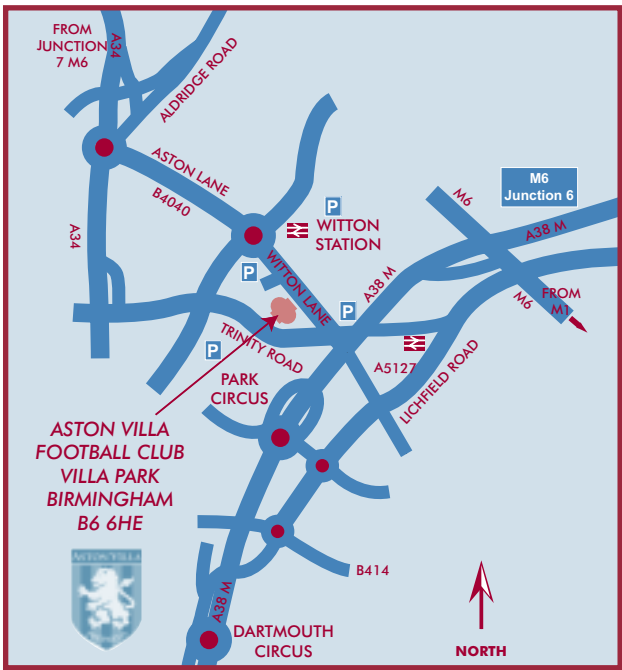 FROM
JUNCTION
7 M6
A34
ALDRIDGE ROAD
ASTON LANE
B4040
A34
P
WITTON
STATION
M6
Junction 6
M6
A38 M
P
WITTON LANE
A38 M
M6
FROM
M1
P
TRINITY ROAD
P
A5127
LICHFIELD ROAD
PARK
CIRCUS
ASTON VILLA
FOOTBALL CLUB
VILLA PARK
BIRMINGHAM
B6 6HE
ASTON VILLA
B414
A38 M
DARTMOUTH
CIRCUS
NORTH